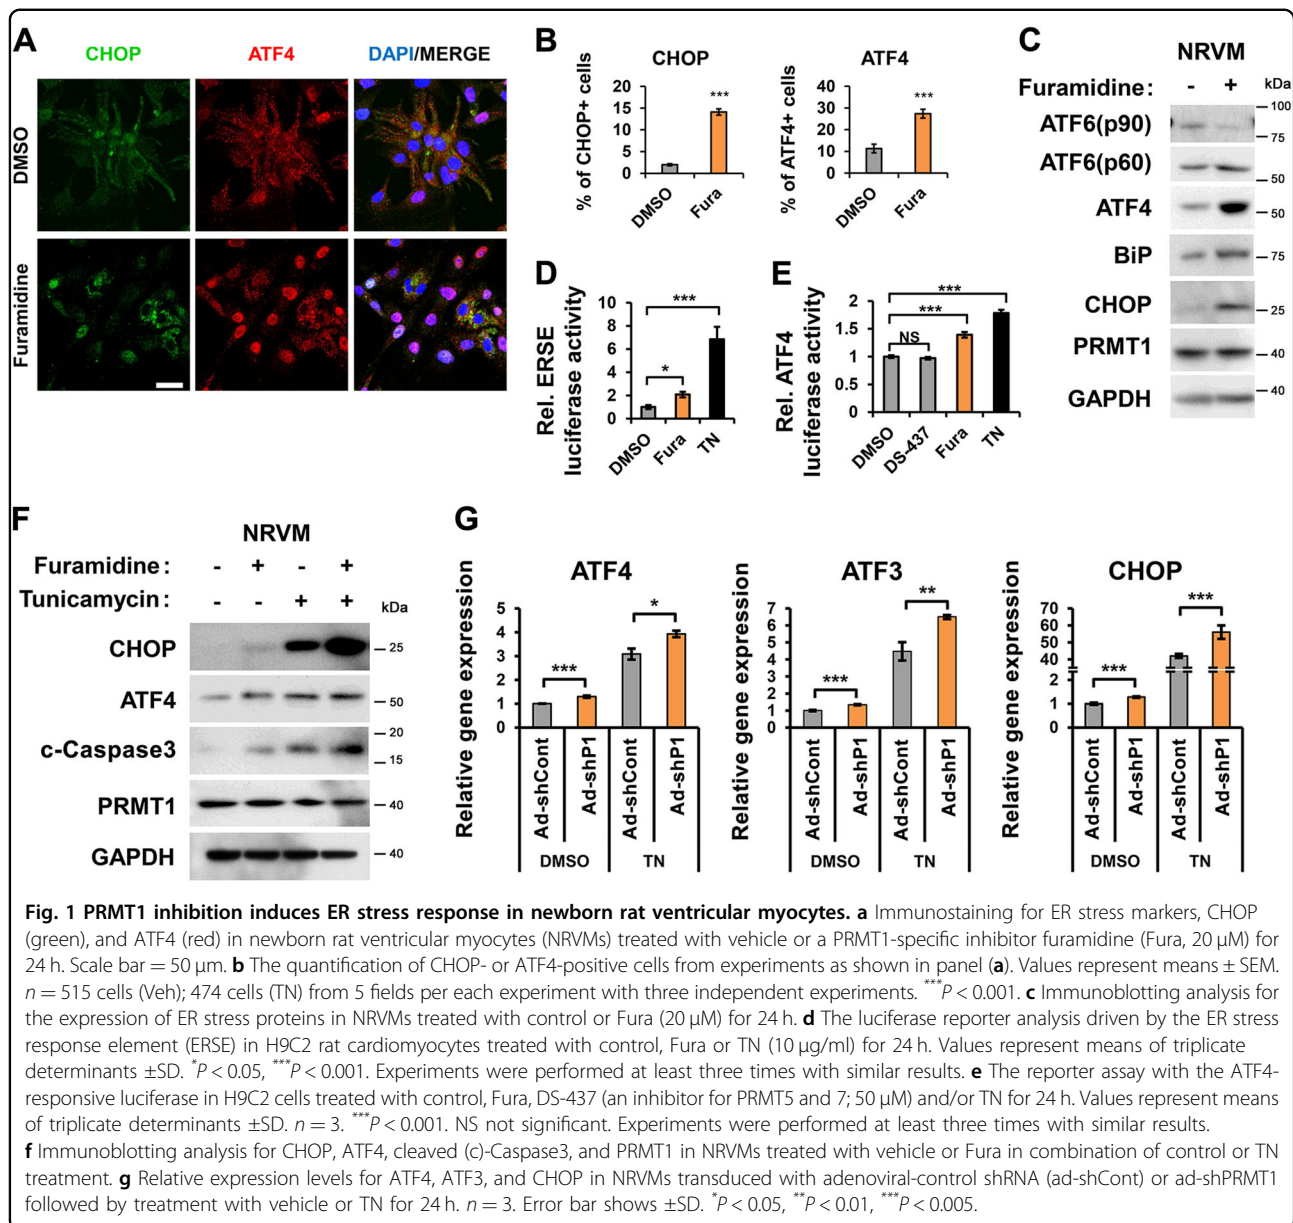 A
CHOP
ATF4
DAPI/MERGE
DMSO
Furamidine
B
CHOP
% of CHOP+ cells
20
15
10
5
0
***
DMSO
Fura
ATF4
% of ATF4+ cells
40
30
20
10
0
***
DMSO
Fura
C
NRVM
Furamidine: - + kDa
ATF6(p90)
100
75
ATF6(p60)
50
ATF4
50
BiP
75
CHOP
25
PRMT1
40
GAPDH
40
D
Rel. ERSE
luciferase activity
10
8
6
4
2
0
*
***
DMSO
Fura
TN
E
Rel. ATF4
luciferase activity
2
1.5
1
0.5
0
NS
***
***
DMSO
DS-437
Fura
TN
F
NRVM
Furamidine: - + - +
Tunicamycin: - - + + kDa
CHOP
25
ATF4
50
c-Caspase3
20
15
PRMT1
40
GAPDH
40
G
ATF4
Relative gene expression
5
4
3
2
1
0
***
*
Ad-shCont
Ad-shP1
Ad-shCont
Ad-shP1
DMSO
TN
ATF3
Relative gene expression
7
6
5
4
3
2
1
0
***
**
Ad-shCont
Ad-shP1
Ad-shCont
Ad-shP1
DMSO
TN
CHOP
Relative gene expression
70
60
50
40
2
1
0
***
***
Ad-shCont
Ad-shP1
Ad-shCont
Ad-shP1
DMSO
TN
Fig. 1 PRMT1 inhibition induces ER stress response in newborn rat ventricular myocytes. a Immunostaining for ER stress markers, CHOP
(green), and ATF4 (red) in newborn rat ventricular myocytes (NRVMs) treated with vehicle or a PRMT1-specific inhibitor furamidine (Fura, 20 µM) for
24 h. Scale bar = 50 µm. b The quantification of CHOP- or ATF4-positive cells from experiments as shown in panel (a). Values represent means ± SEM.
n = 515 cells (Veh); 474 cells (TN) from 5 fields per each experiment with three independent experiments. ***P < 0.001. c Immunoblotting analysis for
the expression of ER stress proteins in NRVMs treated with control or Fura (20 µM) for 24 h. d The luciferase reporter analysis driven by the ER stress
response element (ERSE) in H9C2 rat cardiomyocytes treated with control, Fura or TN (10 µg/ml) for 24 h. Values represent means of triplicate
determinants ±SD. *P < 0.05, ***P < 0.001. Experiments were performed at least three times with similar results. e The reporter assay with the ATF4-
responsive luciferase in H9C2 cells treated with control, Fura, DS-437 (an inhibitor for PRMT5 and 7; 50 µM) and/or TN for 24 h. Values represent means
of triplicate determinants ±SD. n = 3. ***P < 0.001. NS not significant. Experiments were performed at least three times with similar results.
f Immunoblotting analysis for CHOP, ATF4, cleaved (c)-Caspase3, and PRMT1 in NRVMs treated with vehicle or Fura in combination of control or TN
treatment. g Relative expression levels for ATF4, ATF3, and CHOP in NRVMs transduced with adenoviral-control shRNA (ad-shCont) or ad-shPRMT1
followed by treatment with vehicle or TN for 24 h. n = 3. Error bar shows ±SD. *P < 0.05, **P < 0.01, ***P < 0.005.